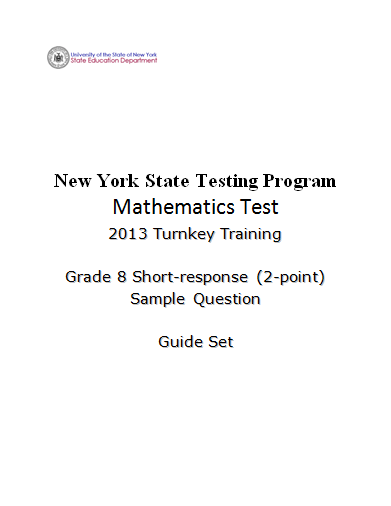 University of the State of New York
State Education Department
New York State Testing Program
Mathematics Test
2013 Turnkey Training
Grade 8 Short-response (2-point)
Sample Question
Guide Set